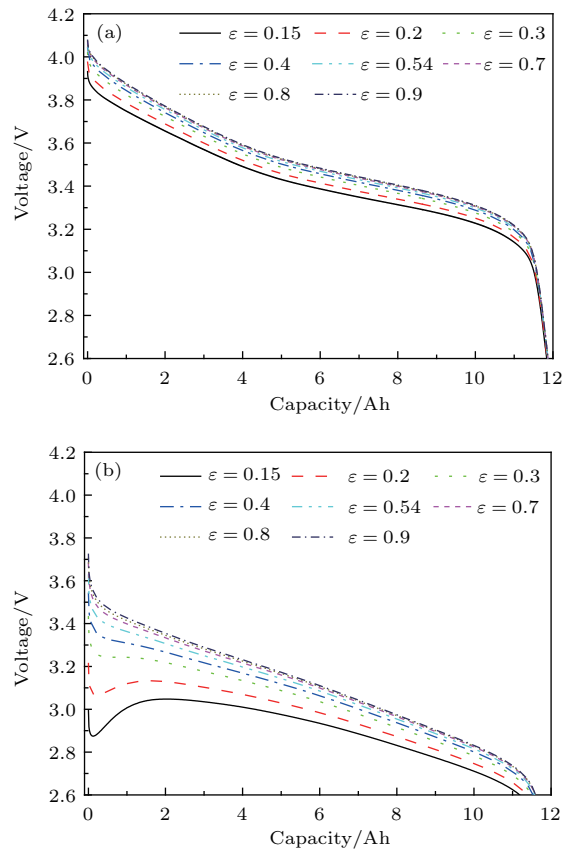 (a)
ε = 0.15 ε = 0.2 ε = 0.3
ε = 0.4 ε = 0.54 ε = 0.7
ε = 0.8 ε = 0.9
4.2
4.0
3.8
3.6
3.4
3.2
3.0
2.8
2.6
Voltage/V
0 2 4 6 8 10 12
Capacity/Ah
(b)
ε = 0.15 ε = 0.2 ε = 0.3
ε = 0.4 ε = 0.54 ε = 0.7
ε = 0.8 ε = 0.9
4.2
4.0
3.8
3.6
3.4
3.2
3.0
2.8
2.6
Voltage/V
0 2 4 6 8 10 12
Capacity/Ah